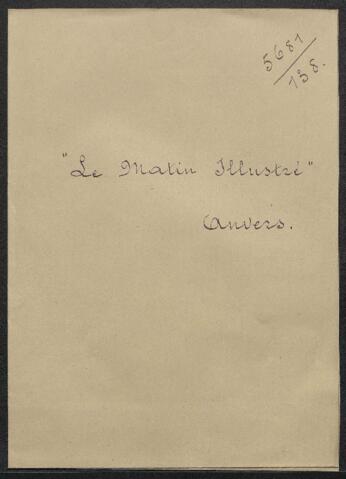 5681/158.
"Le Matin Illustré"
Anvers.